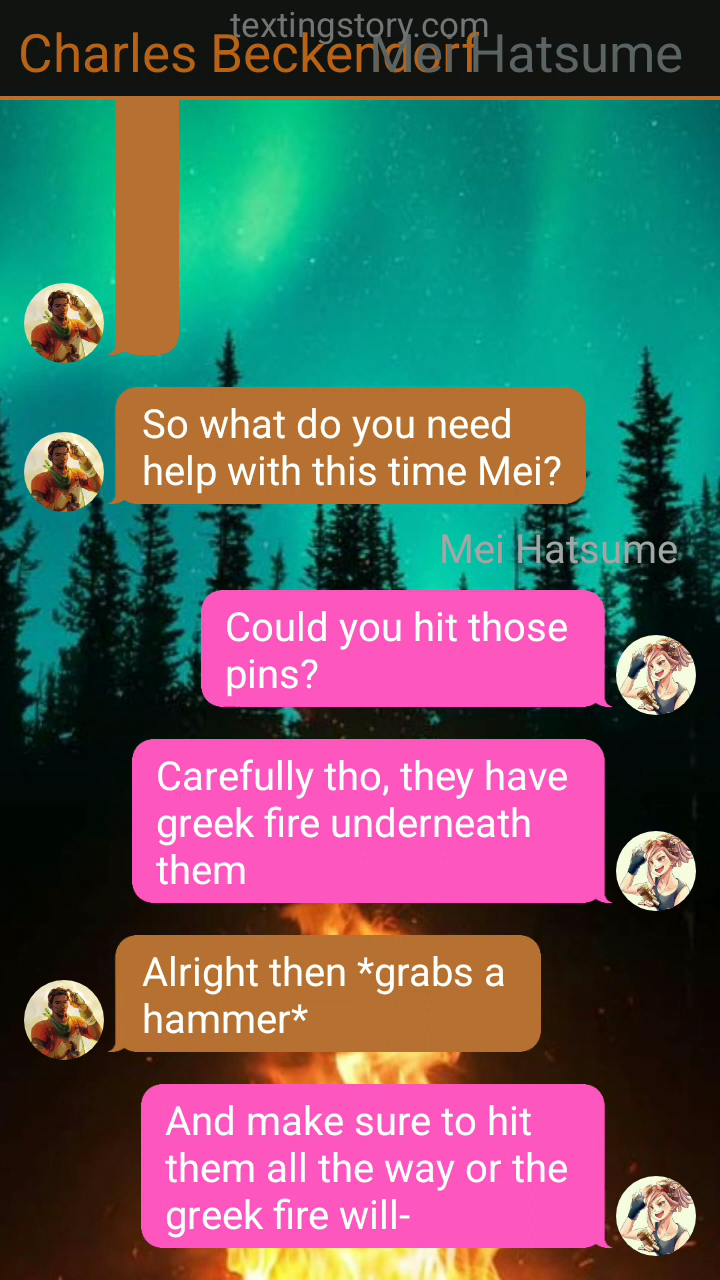 textingstory.com
Charles Beckendorf
Mei Hatsume
So what do you need
help with this time Mei?
Mei Hatsume
Could you hit those
pins?
Carefully tho, they have
greek fire underneath
them
Alright then *grabs a
hammer*
And make sure to hit
them all the way or the
greek fire will-